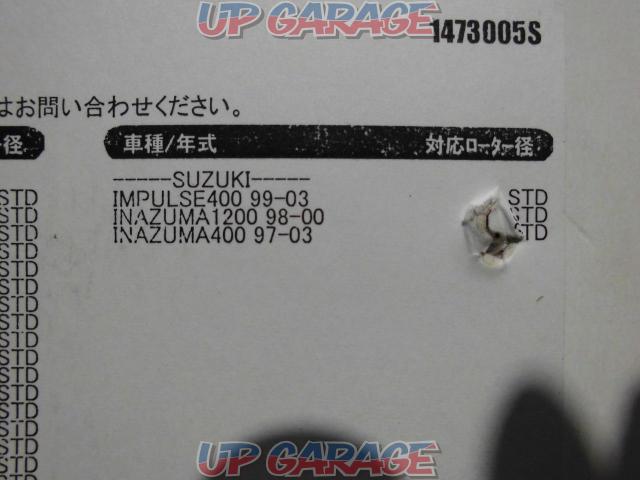 UP GARAGE
1473005S
はお問い合わせください。
ー径
車種/年式 対応ローター径
-----SUZUKI-----
STD IMPULSE400 99-03 STD
STD INAZUMA1200 98-00 STD
STD INAZUMA400 97-03 STD
STD
STD
STD
STD
STD
STD
STD
STD
STD
STD
STD
STD
STD
STD
UP GARAGE